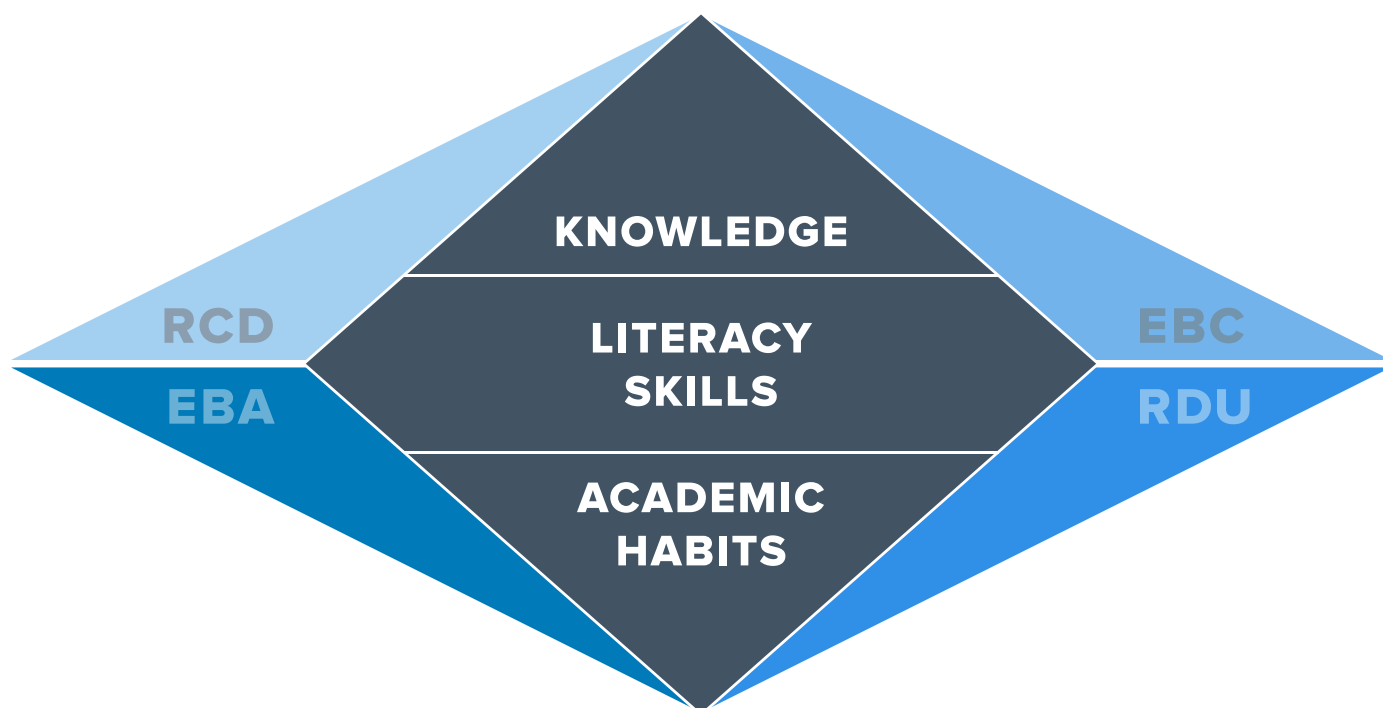 KNOWLEDGE
RCD
EBC
LITERACY
SKILLS
EBA
RDU
ACADEMIC
HABITS